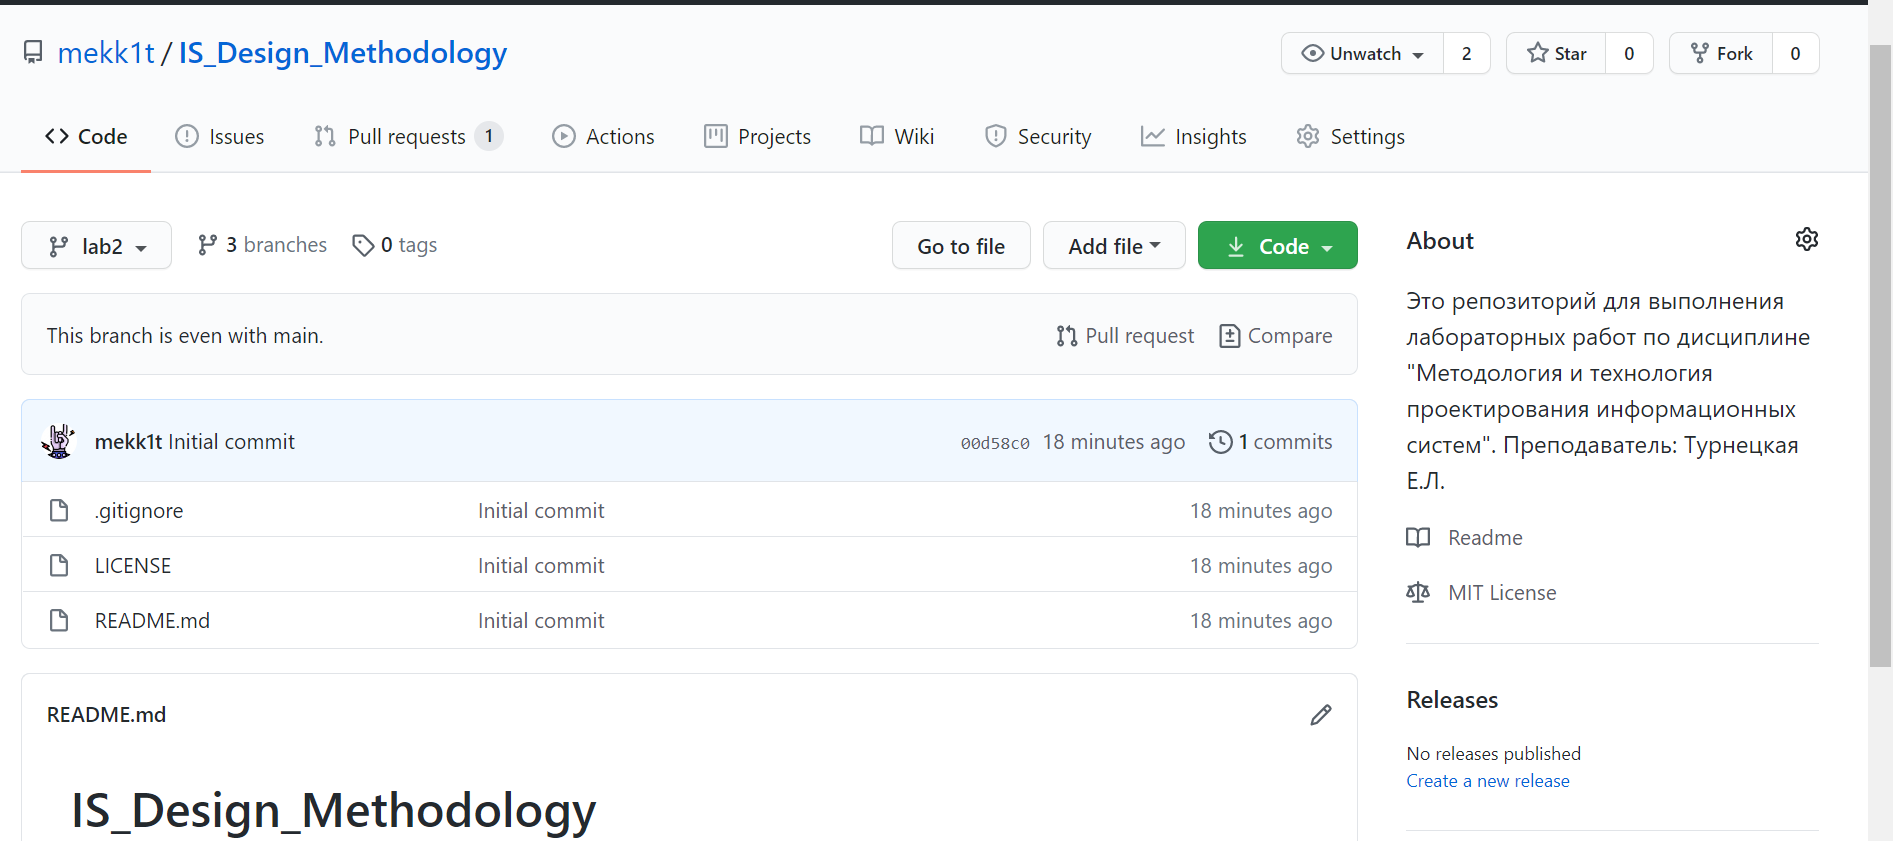 mekk1t / IS_Design_Methodology
Unwatch 2 Star 0 Fork 0
Code Issues Pull requests 1 Actions Projects Wiki Security Insights Settings
lab2 3 branches 0 tags Go to file Add file Code
This branch is even with main. Pull request Compare
mekk1t Initial commit 00d58c0 18 minutes ago 1 commits
.gitignore Initial commit 18 minutes ago
LICENSE Initial commit 18 minutes ago
README.md Initial commit 18 minutes ago
README.md
IS_Design_Methodology
About
Это репозиторий для выполнения
лабораторных работ по дисциплине
"Методология и технология
проектирования информационных
систем". Преподаватель: Турнецкая
Е.Л.
Readme
MIT License
Releases
No releases published
Create a new release